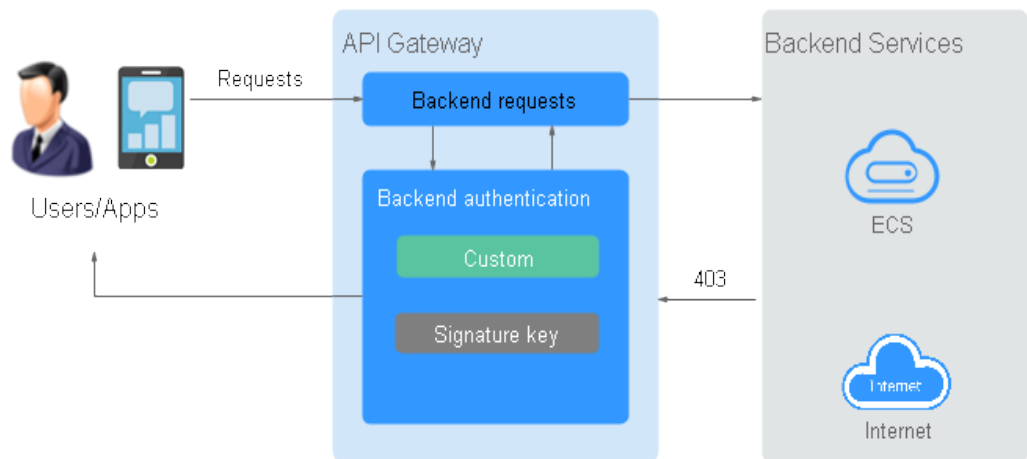 API Gateway
Backend Services
Requests
Backend requests
Backend authentication
Users/Apps
Custom
ECS
403
Signature key
Internet
Internet